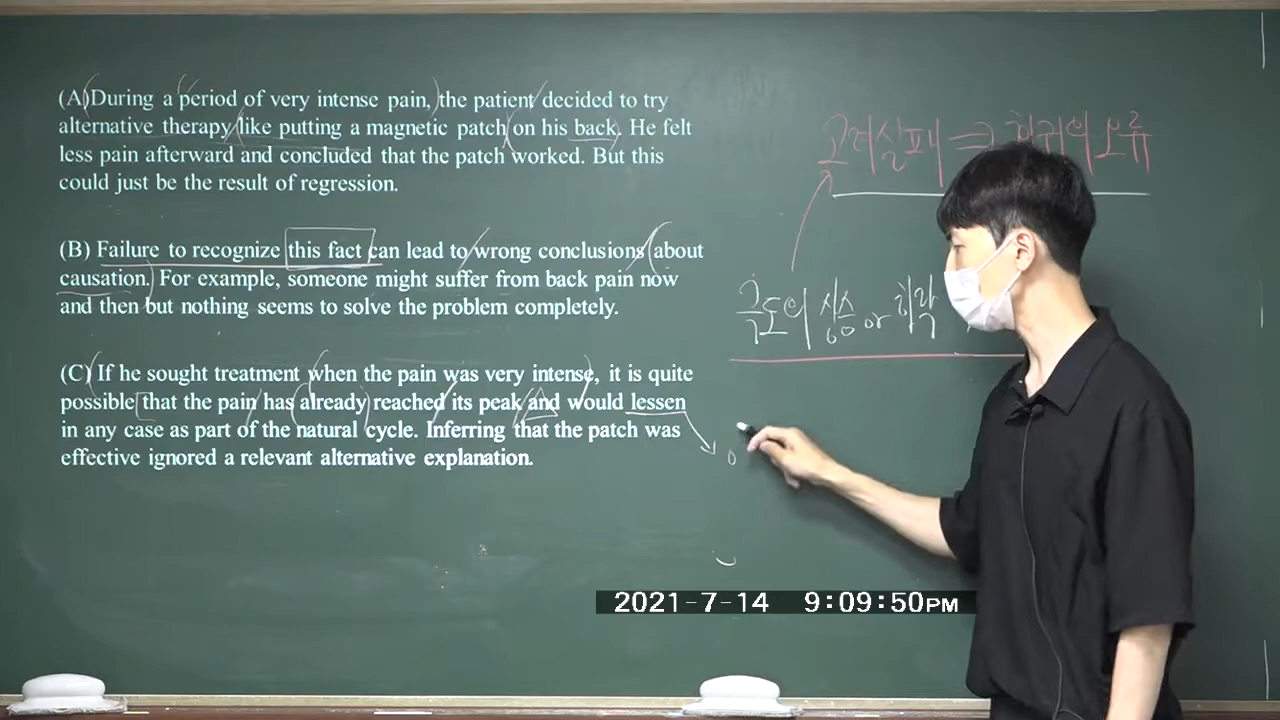 (A) During a period of very intense pain, the patient decided to try
alternative therapy like putting a magnetic patch on his back. He felt
less pain afterward and concluded that the patch worked. But this
could just be the result of regression.
(B) Failure to recognize this fact can lead to wrong conclusions about
causation. For example, someone might suffer from back pain now
and then but nothing seems to solve the problem completely.
(C) If he sought treatment when the pain was very intense, it is quite
possible that the pain has already reached its peak and would lessen
in any case as part of the natural cycle. Inferring that the patch was
effective ignored a relevant alternative explanation.
고려실패 ⇒ 회귀의 오류
극도의 상승 or 하락
2021-7-14 9:09:50PM